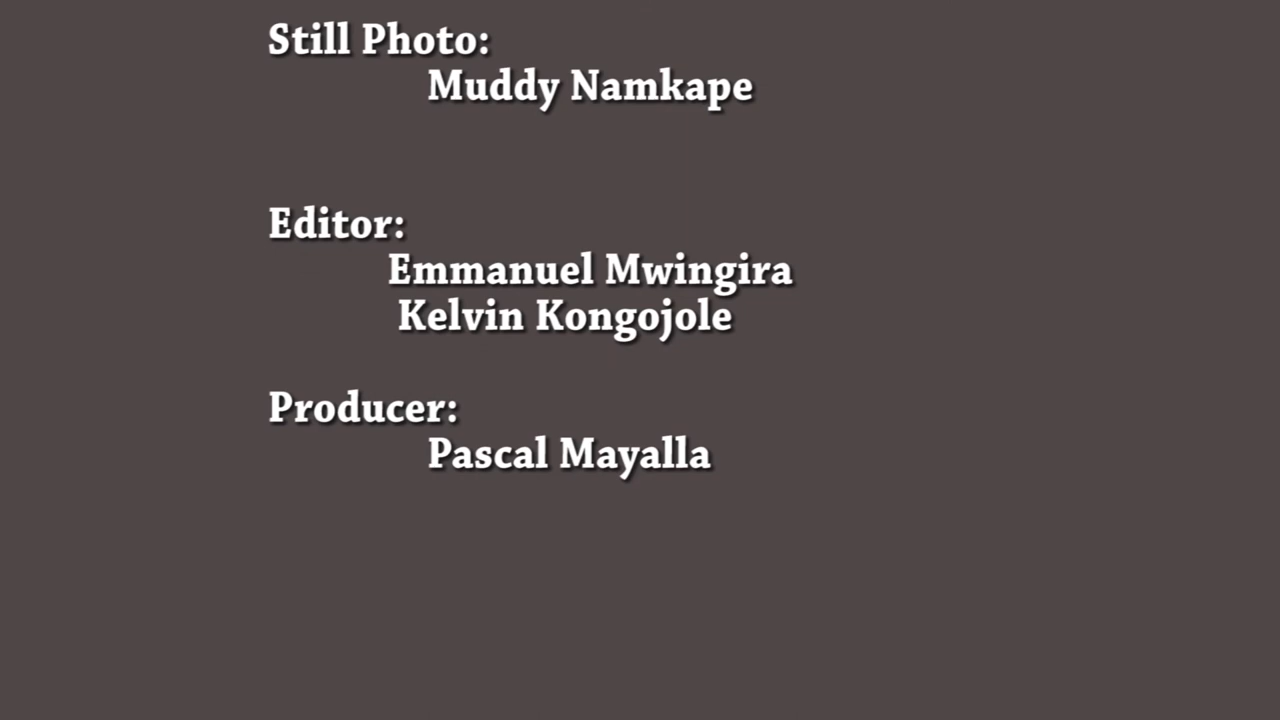 Still Photo:
Muddy Namkape
Editor:
Emmanuel Mwingira
Kelvin Kongojole
Producer:
Pascal Mayalla